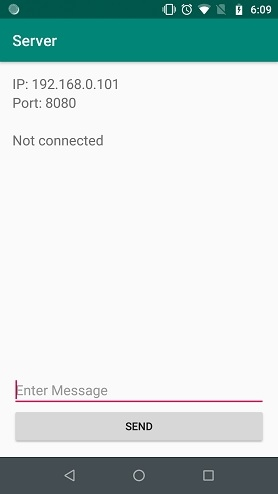 6:09
Server
IP: 192.168.0.101
Port: 8080
Not connected
Enter Message
SEND